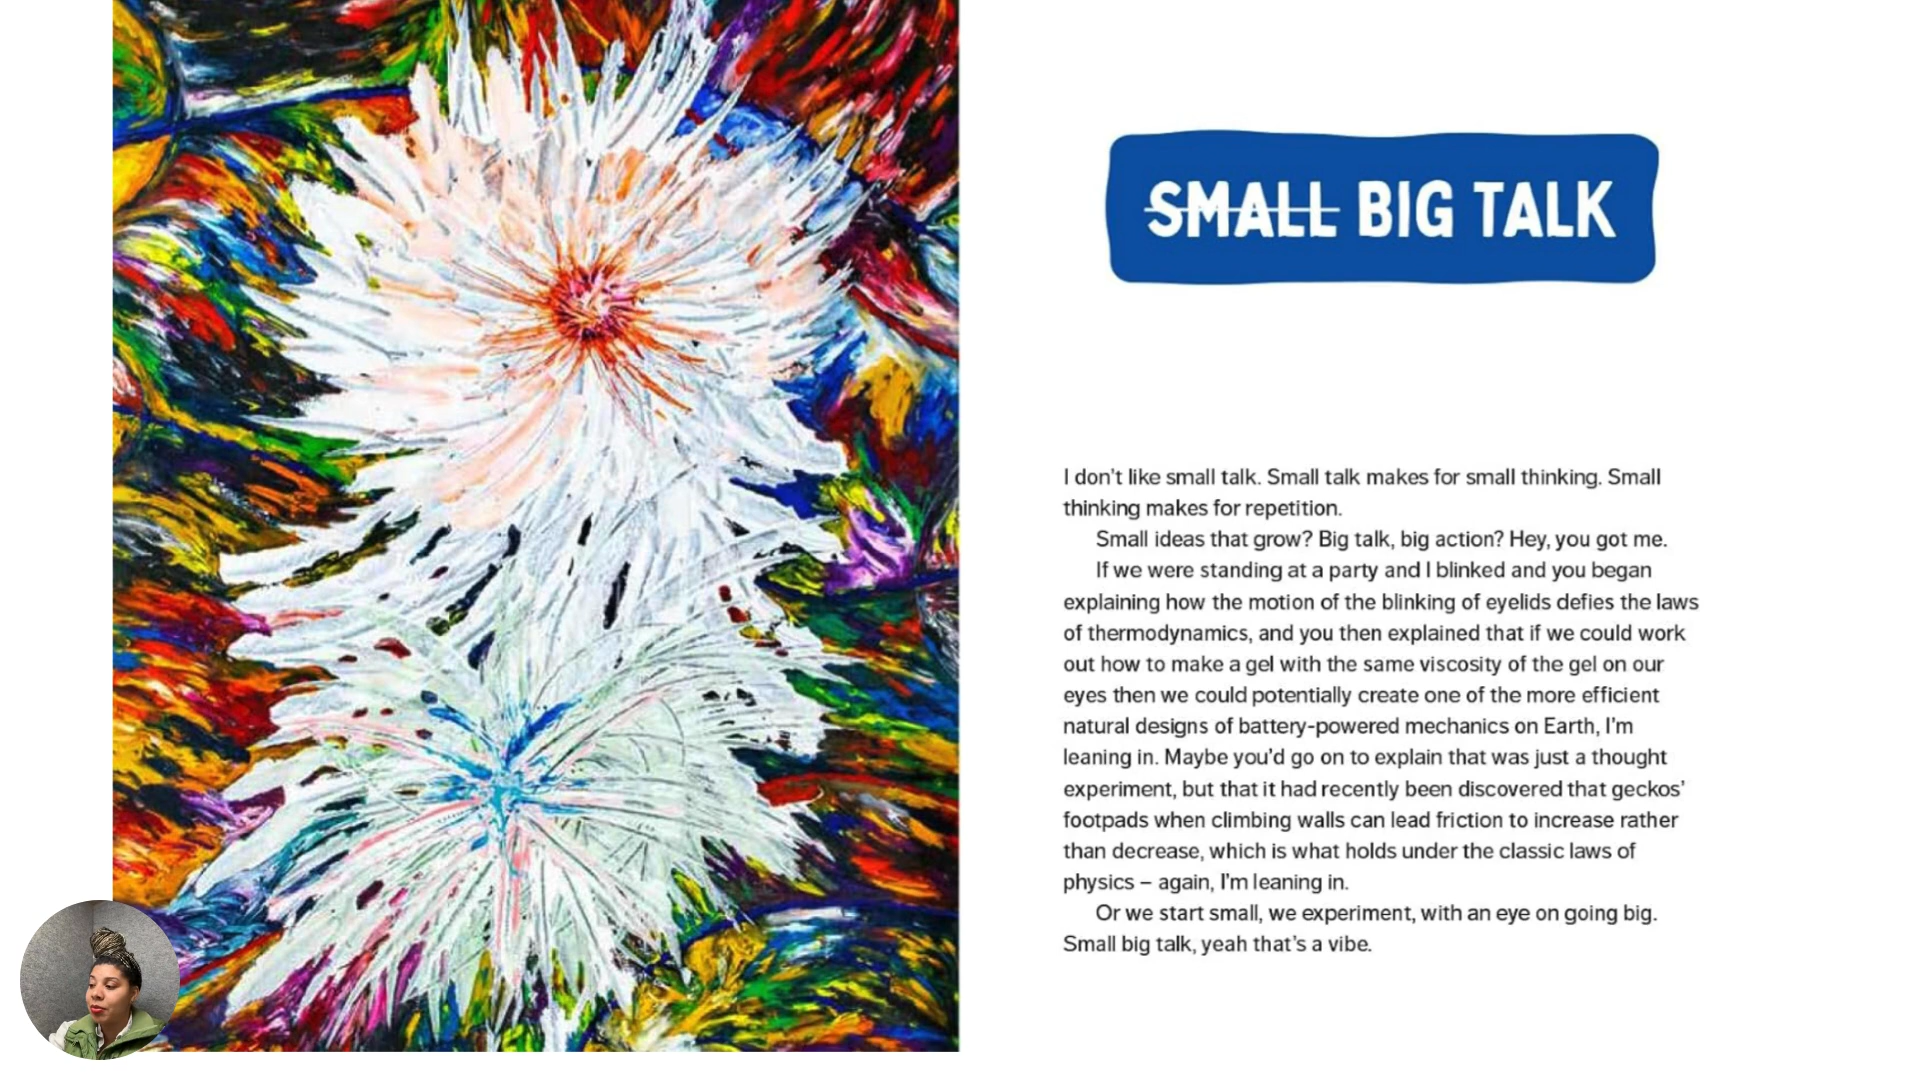 SMALL BIG TALK
I don't like small talk. Small talk makes for small thinking. Small
thinking makes for repetition.
Small ideas that grow? Big talk, big action? Hey, you got me.
If we were standing at a party and I blinked and you began
explaining how the motion of the blinking of eyelids defies the laws
of thermodynamics, and you then explained that if we could work
out how to make a gel with the same viscosity of the gel on our
eyes then we could potentially create one of the more efficient
natural designs of battery-powered mechanics on Earth, I'm
leaning in. Maybe you'd go on to explain that was just a thought
experiment, but that it had recently been discovered that geckos'
footpads when climbing walls can lead friction to increase rather
than decrease, which is what holds under the classic laws of
physics – again, I'm leaning in.
Or we start small, we experiment, with an eye on going big.
Small big talk, yeah that's a vibe.